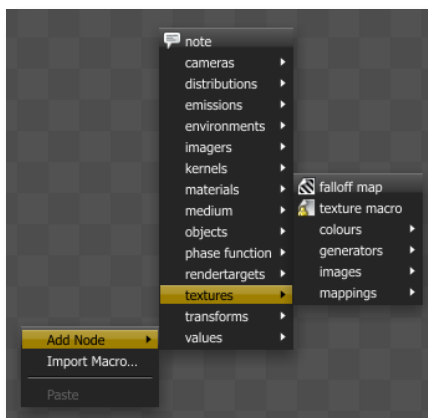 note
cameras
distributions
emissions
environments
imagers
kernels
materials
medium
objects
phase function
rendertargets
textures
transforms
values
falloff map
texture macro
colours
generators
images
mappings
Add Node
Import Macro...
Paste